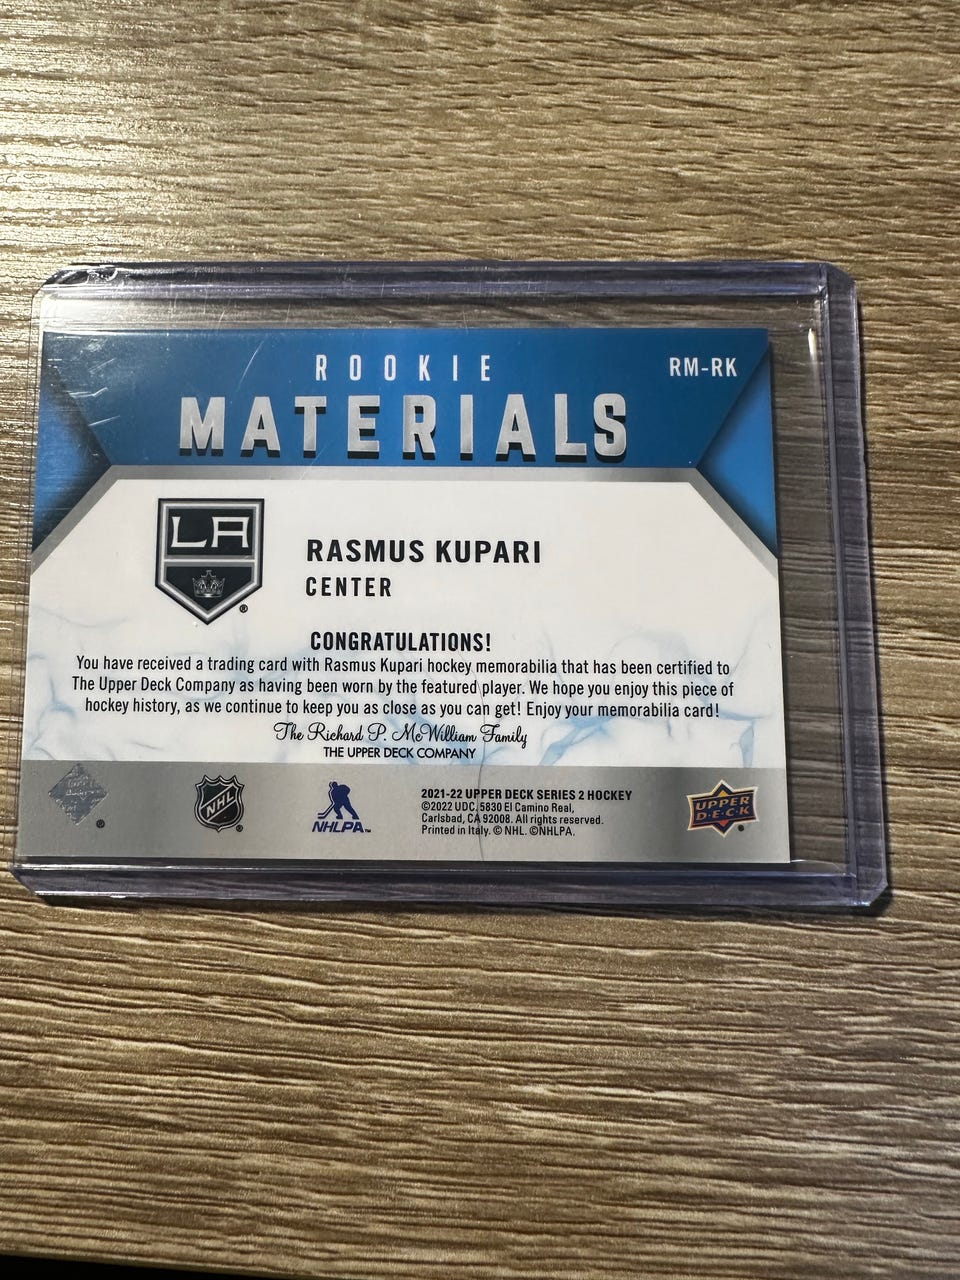 ROOKIE
RM-RK
MATERIALS
LA
RASMUS KUPARI
CENTER
CONGRATULATIONS!
You have received a trading card with Rasmus Kupari hockey memorabilia that has been certified to
The Upper Deck Company as having been worn by the featured player. We hope you enjoy this piece of
hockey history, as we continue to keep you as close as you can get! Enjoy your memorabilia card!
The Richard P. McWilliam Family
THE UPPER DECK COMPANY
NHL
NHLPA™
2021-22 UPPER DECK SERIES 2 HOCKEY
©2022 UDC. 5830 El Camino Real,
Carlsbad, CA 92008. All rights reserved.
Printed in Italy. © NHL. ©NHLPA.
UPPER
D·E·C·K